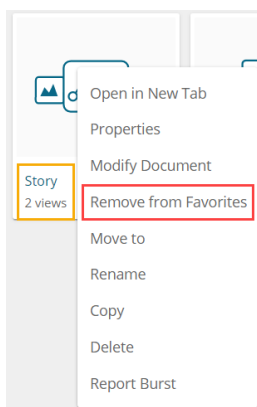 Open in New Tab
Properties
Modify Document
Story
Remove from Favorites
2 views
Move to
Rename
Copy
Delete
Report Burst